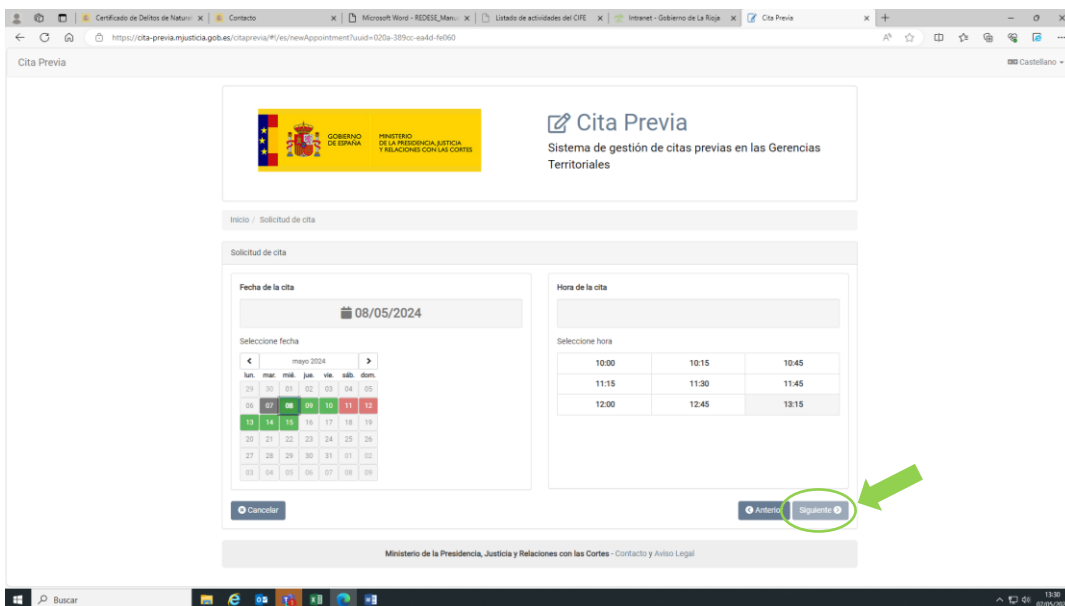 Certificado de Delitos de Natural
Contacto
Microsoft Word - REDESE_Manu
Listado de actividades del CIFE
Intranet - Gobierno de La Rioja
Cita Previa
https://cita-previa.mjusticia.gob.es/citaprevia/#!/es/newAppointment?uuid=020a-389cc-ea4d-fe060
Cita Previa
Castellano
GOBIERNO DE ESPAÑA
MINISTERIO DE LA PRESIDENCIA, JUSTICIA Y RELACIONES CON LAS CORTES
Cita Previa
Sistema de gestión de citas previas en las Gerencias
Territoriales
Inicio / Solicitud de cita
Solicitud de cita
Fecha de la cita
08/05/2024
Seleccione fecha
mayo 2024
lun. mar. mié. jue. vie. sáb. dom.
29 30 01 02 03 04 05
06 07 08 09 10 11 12
13 14 15 16 17 18 19
20 21 22 23 24 25 26
27 28 29 30 31 01 02
03 04 05 06 07 08 09
Hora de la cita
Seleccione hora
10:00 10:15 10:45
11:15 11:30 11:45
12:00 12:45 13:15
Cancelar
Anterior
Siguiente
Ministerio de la Presidencia, Justicia y Relaciones con las Cortes - Contacto y Aviso Legal
Buscar
13:30